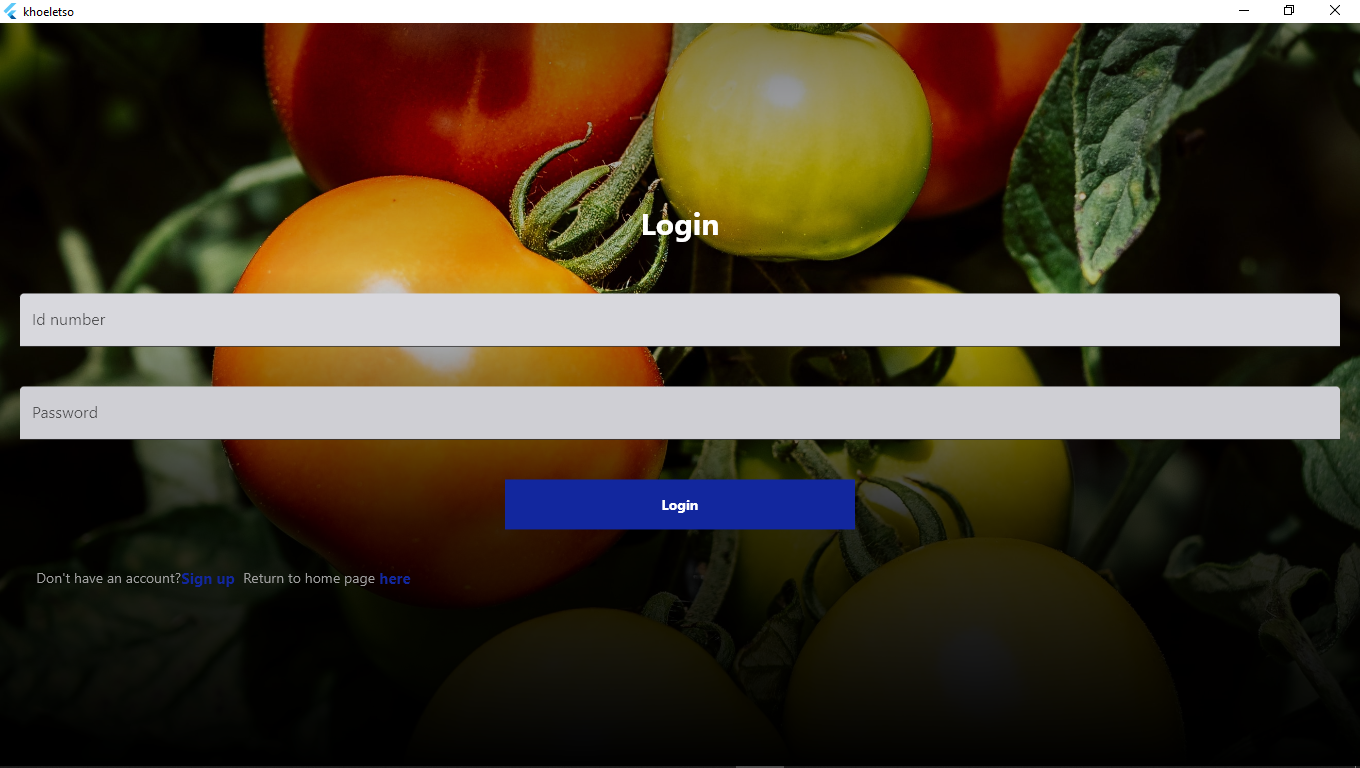 khoeletso
Login
Id number
Password
Login
Don't have an account?Sign up Return to home page here